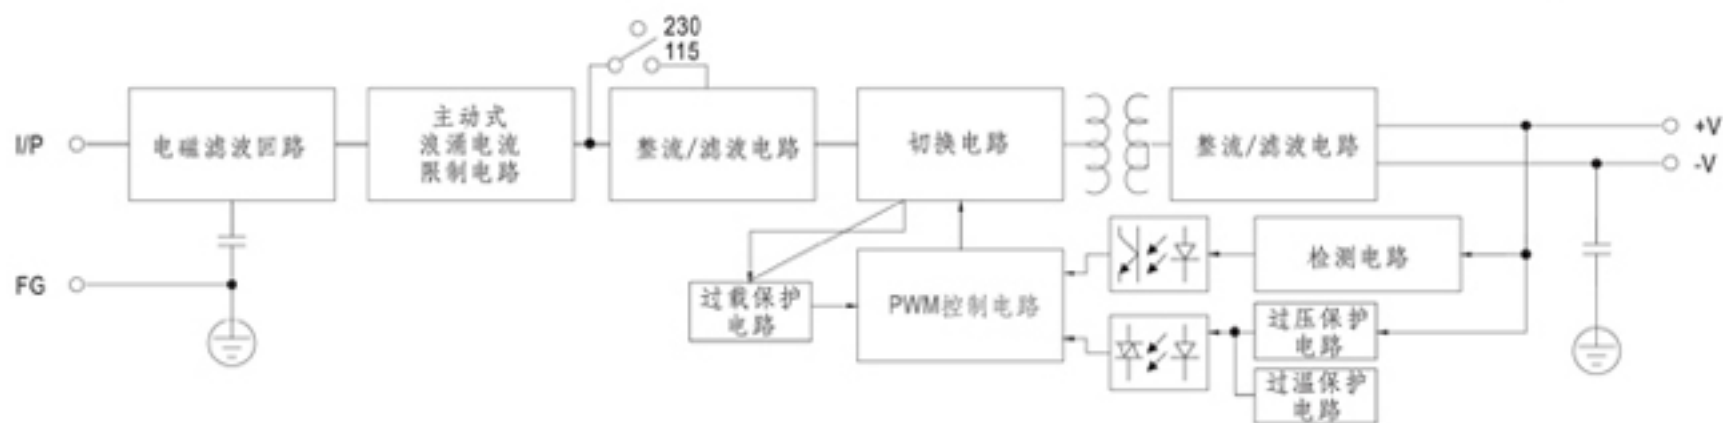 230
115
I/P
电磁滤波回路
主动式
浪涌电流
限制电路
整流/滤波电路
切换电路
整流/滤波电路
+V
-V
FG
过载保护
电路
PWM控制电路
检测电路
过压保护
电路
过温保护
电路